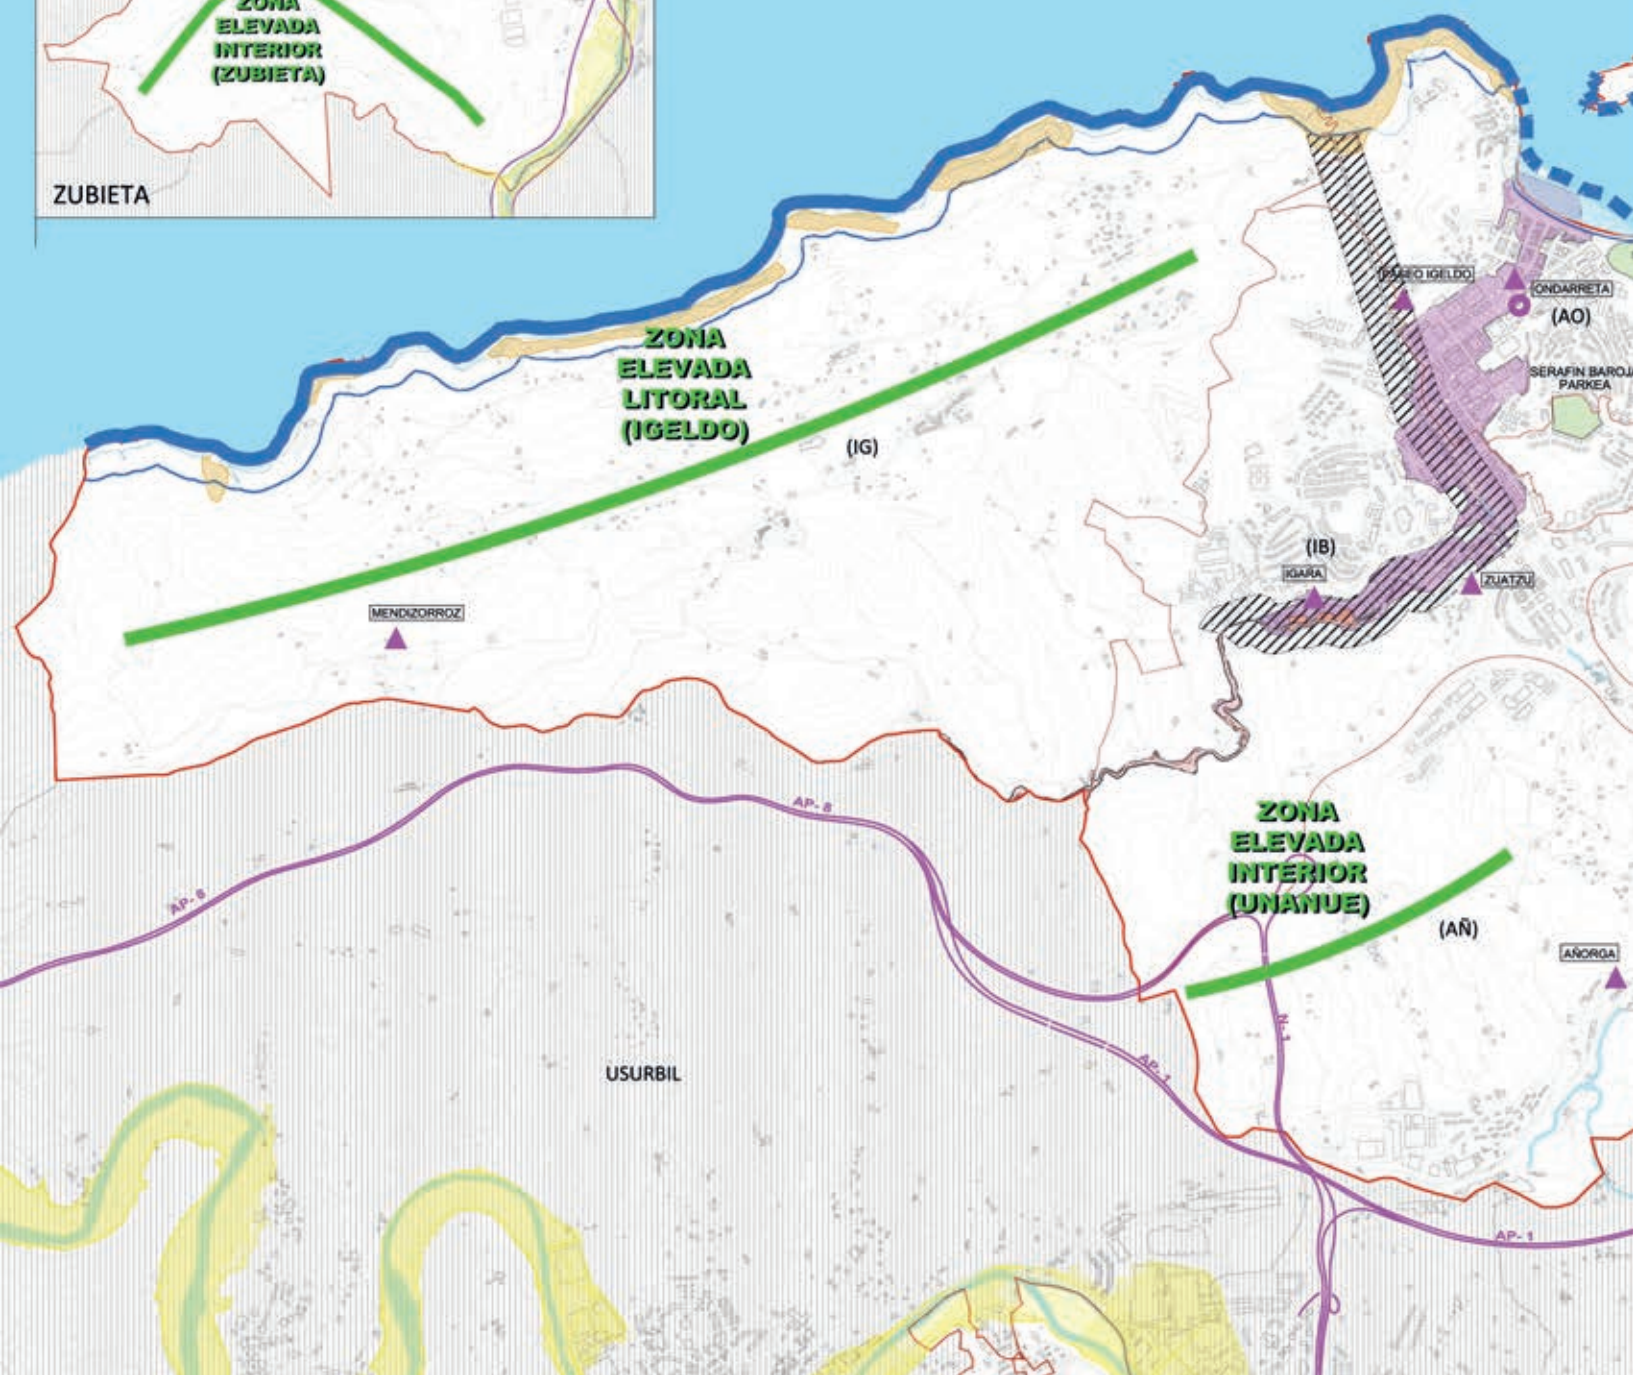 ZONA
ELEVADA
INTERIOR
(ZUBIETA)
ZUBIETA
PASEO IGELDO
ONDARRETA
(AO)
ZONA
ELEVADA
LITORAL
(IGELDO)
SERAFIN BAROJA
PARKEA
(IG)
(IB)
IGARA
ZUATZU
MENDIZORROZ
AP-8
ZONA
ELEVADA
INTERIOR
(UNANUE)
AP-8
(AÑ)
AÑORGA
N-1
AP-1
USURBIL
AP-1